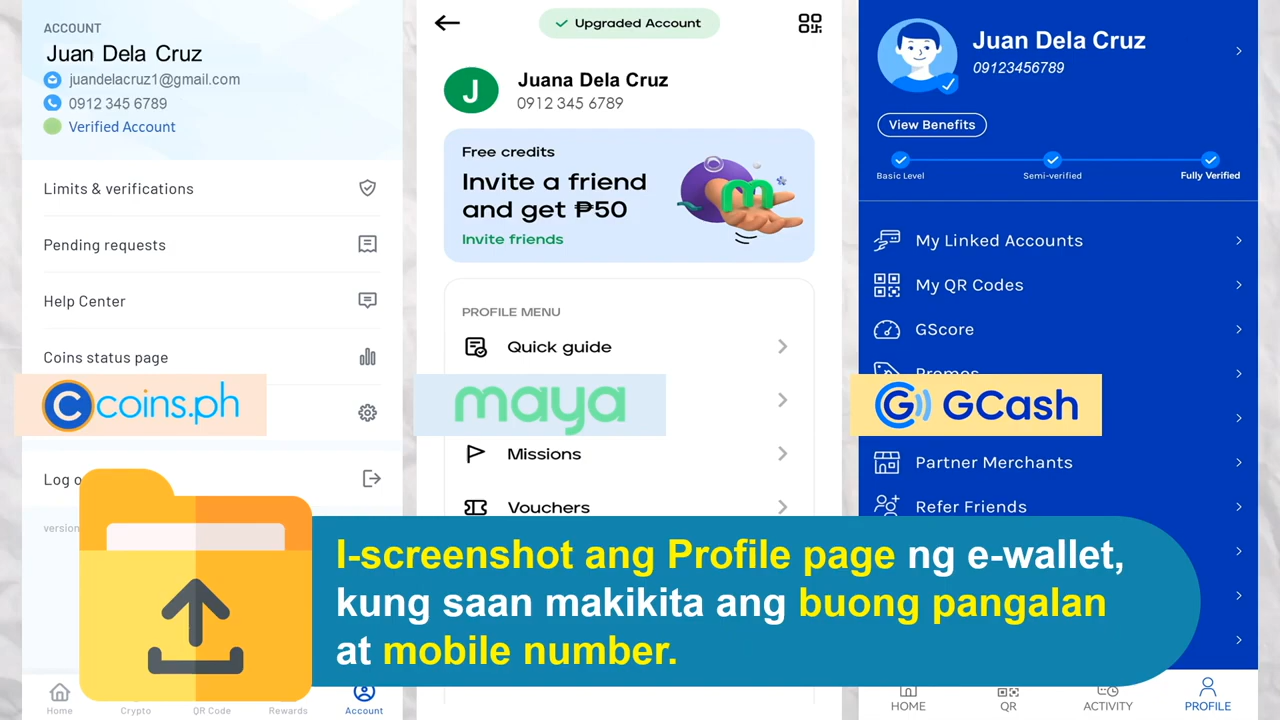 ACCOUNT
Juan Dela Cruz
juandelacruz1@gmail.com
0912 345 6789
Verified Account
Limits & verifications
Pending requests
Help Center
Coins status page
coins.ph
Log o
version
Home
Crypto
QR Code
Rewards
Account
Upgraded Account
J
Juana Dela Cruz
0912 345 6789
Free credits
Invite a friend
and get ₱50
Invite friends
m
PROFILE MENU
Quick guide
maya
Missions
Vouchers
Juan Dela Cruz
09123456789
View Benefits
Basic Level
Semi-verified
Fully Verified
My Linked Accounts
My QR Codes
GScore
Promos
GCash
Partner Merchants
Refer Friends
HOME
QR
ACTIVITY
PROFILE
I-screenshot ang Profile page ng e-wallet,
kung saan makikita ang buong pangalan
at mobile number.